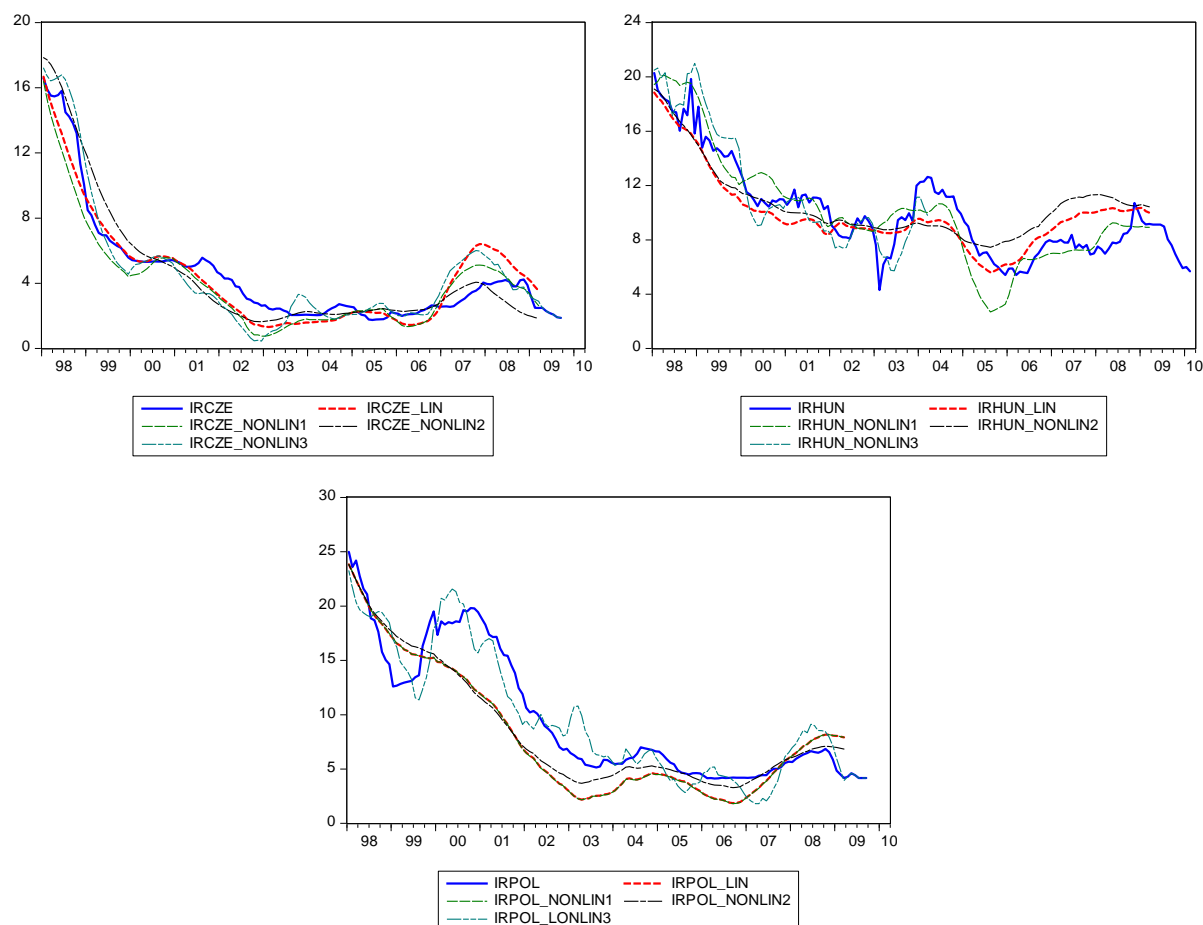 20
16
12
8
4
0
98 99 00 01 02 03 04 05 06 07 08 09 10
IRCZE IRCZE_LIN
IRCZE_NONLIN1 IRCZE_NONLIN2
IRCZE_NONLIN3
24
20
16
12
8
4
0
98 99 00 01 02 03 04 05 06 07 08 09 10
IRHUN IRHUN_LIN
IRHUN_NONLIN1 IRHUN_NONLIN2
IRHUN_NONLIN3
30
25
20
15
10
5
0
98 99 00 01 02 03 04 05 06 07 08 09 10
IRPOL IRPOL_LIN
IRPOL_NONLIN1 IRPOL_NONLIN2
IRPOL_LONLIN3